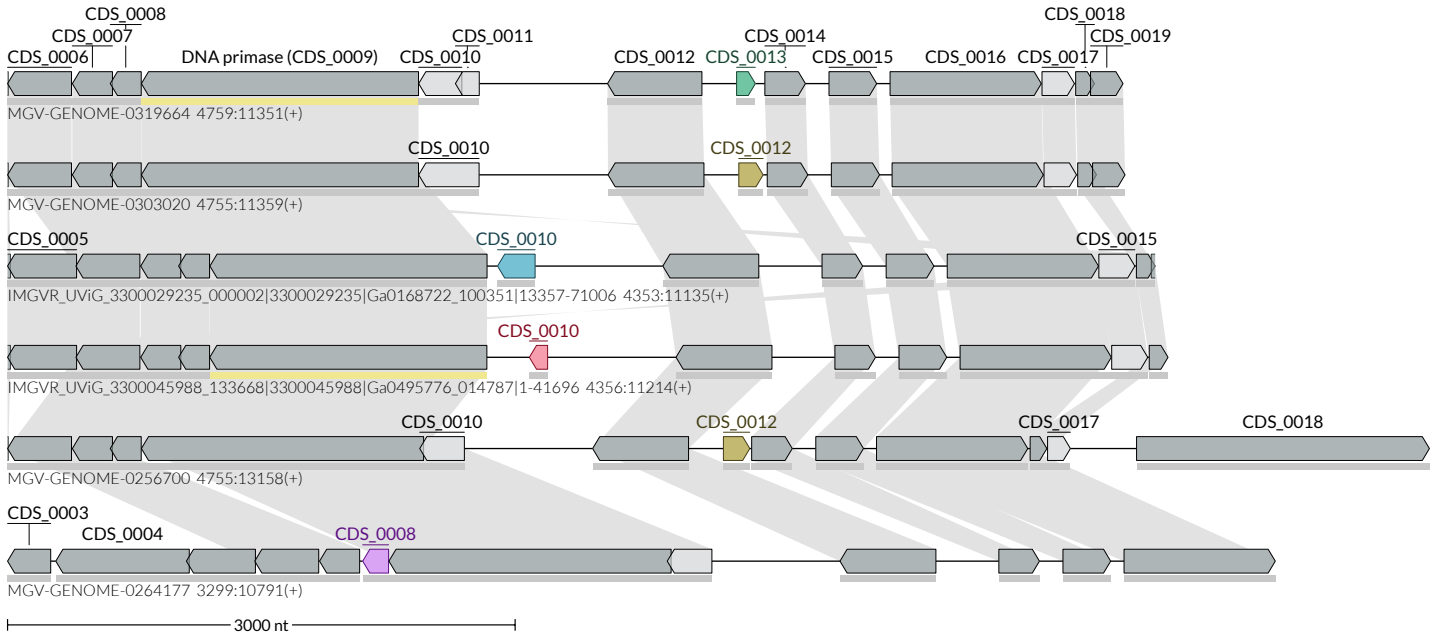 CDS_0008 CDS_0018
CDS_0007 CDS_0011 CDS_0014 CDS_0019
CDS_0006 DNA primase (CDS_0009) CDS_0010 CDS_0012 CDS_0013 CDS_0015 CDS_0016 CDS_0017
MGV-GENOME-0319664 4759:11351(+)
CDS_0010 CDS_0012
MGV-GENOME-0303020 4755:11359(+)
CDS_0005 CDS_0010 CDS_0015
IMGVR_UViG_3300029235_000002|3300029235|Ga0168722_100351|13357-71006 4353:11135(+)
CDS_0010
IMGVR_UViG_3300045988_133668|3300045988|Ga0495776_014787|1-41696 4356:11214(+)
CDS_0010 CDS_0012 CDS_0017 CDS_0018
MGV-GENOME-0256700 4755:13158(+)
CDS_0003
CDS_0004 CDS_0008
MGV-GENOME-0264177 3299:10791(+)
3000 nt